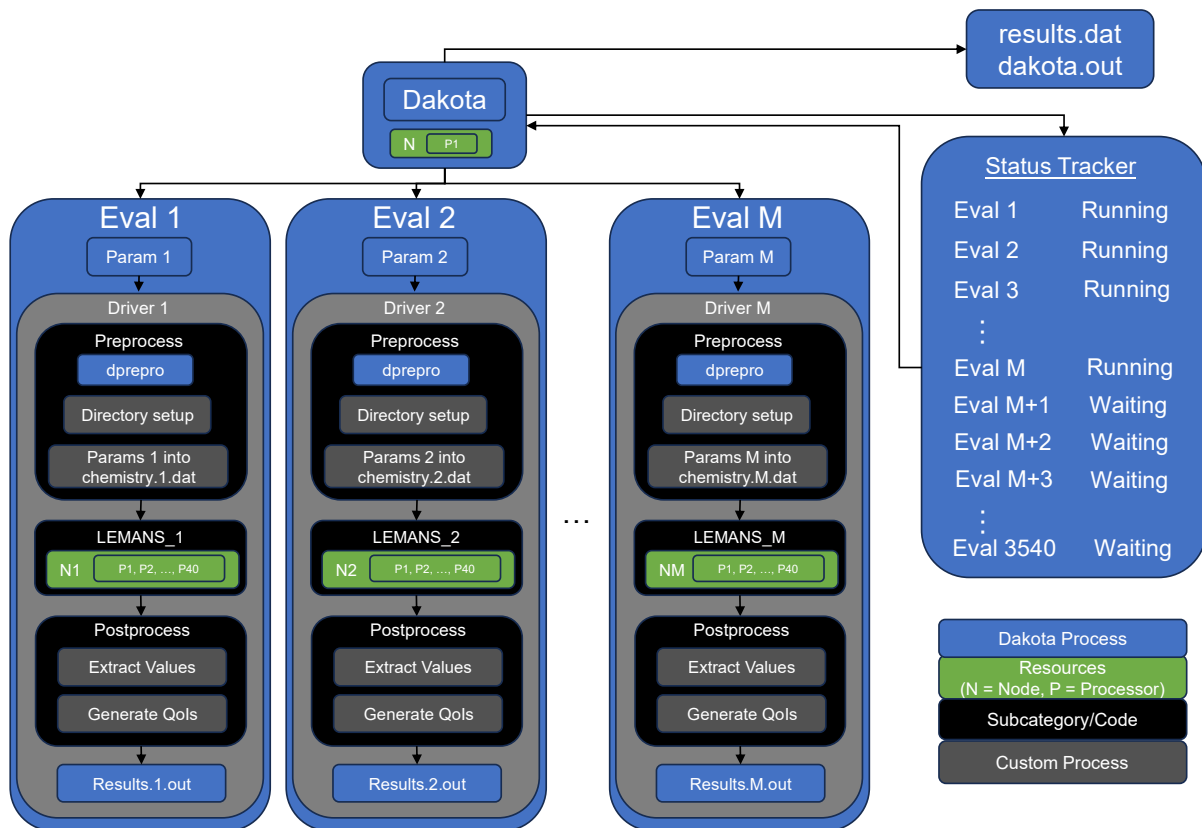 results.dat
dakota.out
Dakota
N P1
Status Tracker
Eval 1 Running
Eval 2 Running
Eval 3 Running
⋮
Eval M Running
Eval M+1 Waiting
Eval M+2 Waiting
Eval M+3 Waiting
⋮
Eval 3540 Waiting
Eval 1
Param 1
Driver 1
Preprocess
dprepro
Directory setup
Params 1 into
chemistry.1.dat
LEMANS_1
N1 P1, P2, ..., P40
Postprocess
Extract Values
Generate QoIs
Results.1.out
Eval 2
Param 2
Driver 2
Preprocess
dprepro
Directory setup
Params 2 into
chemistry.2.dat
LEMANS_2
N2 P1, P2, ..., P40
Postprocess
Extract Values
Generate QoIs
Results.2.out
...
Eval M
Param M
Driver M
Preprocess
dprepro
Directory setup
Params M into
chemistry.M.dat
LEMANS_M
NM P1, P2, ..., P40
Postprocess
Extract Values
Generate QoIs
Results.M.out
Dakota Process
Resources
(N = Node, P = Processor)
Subcategory/Code
Custom Process